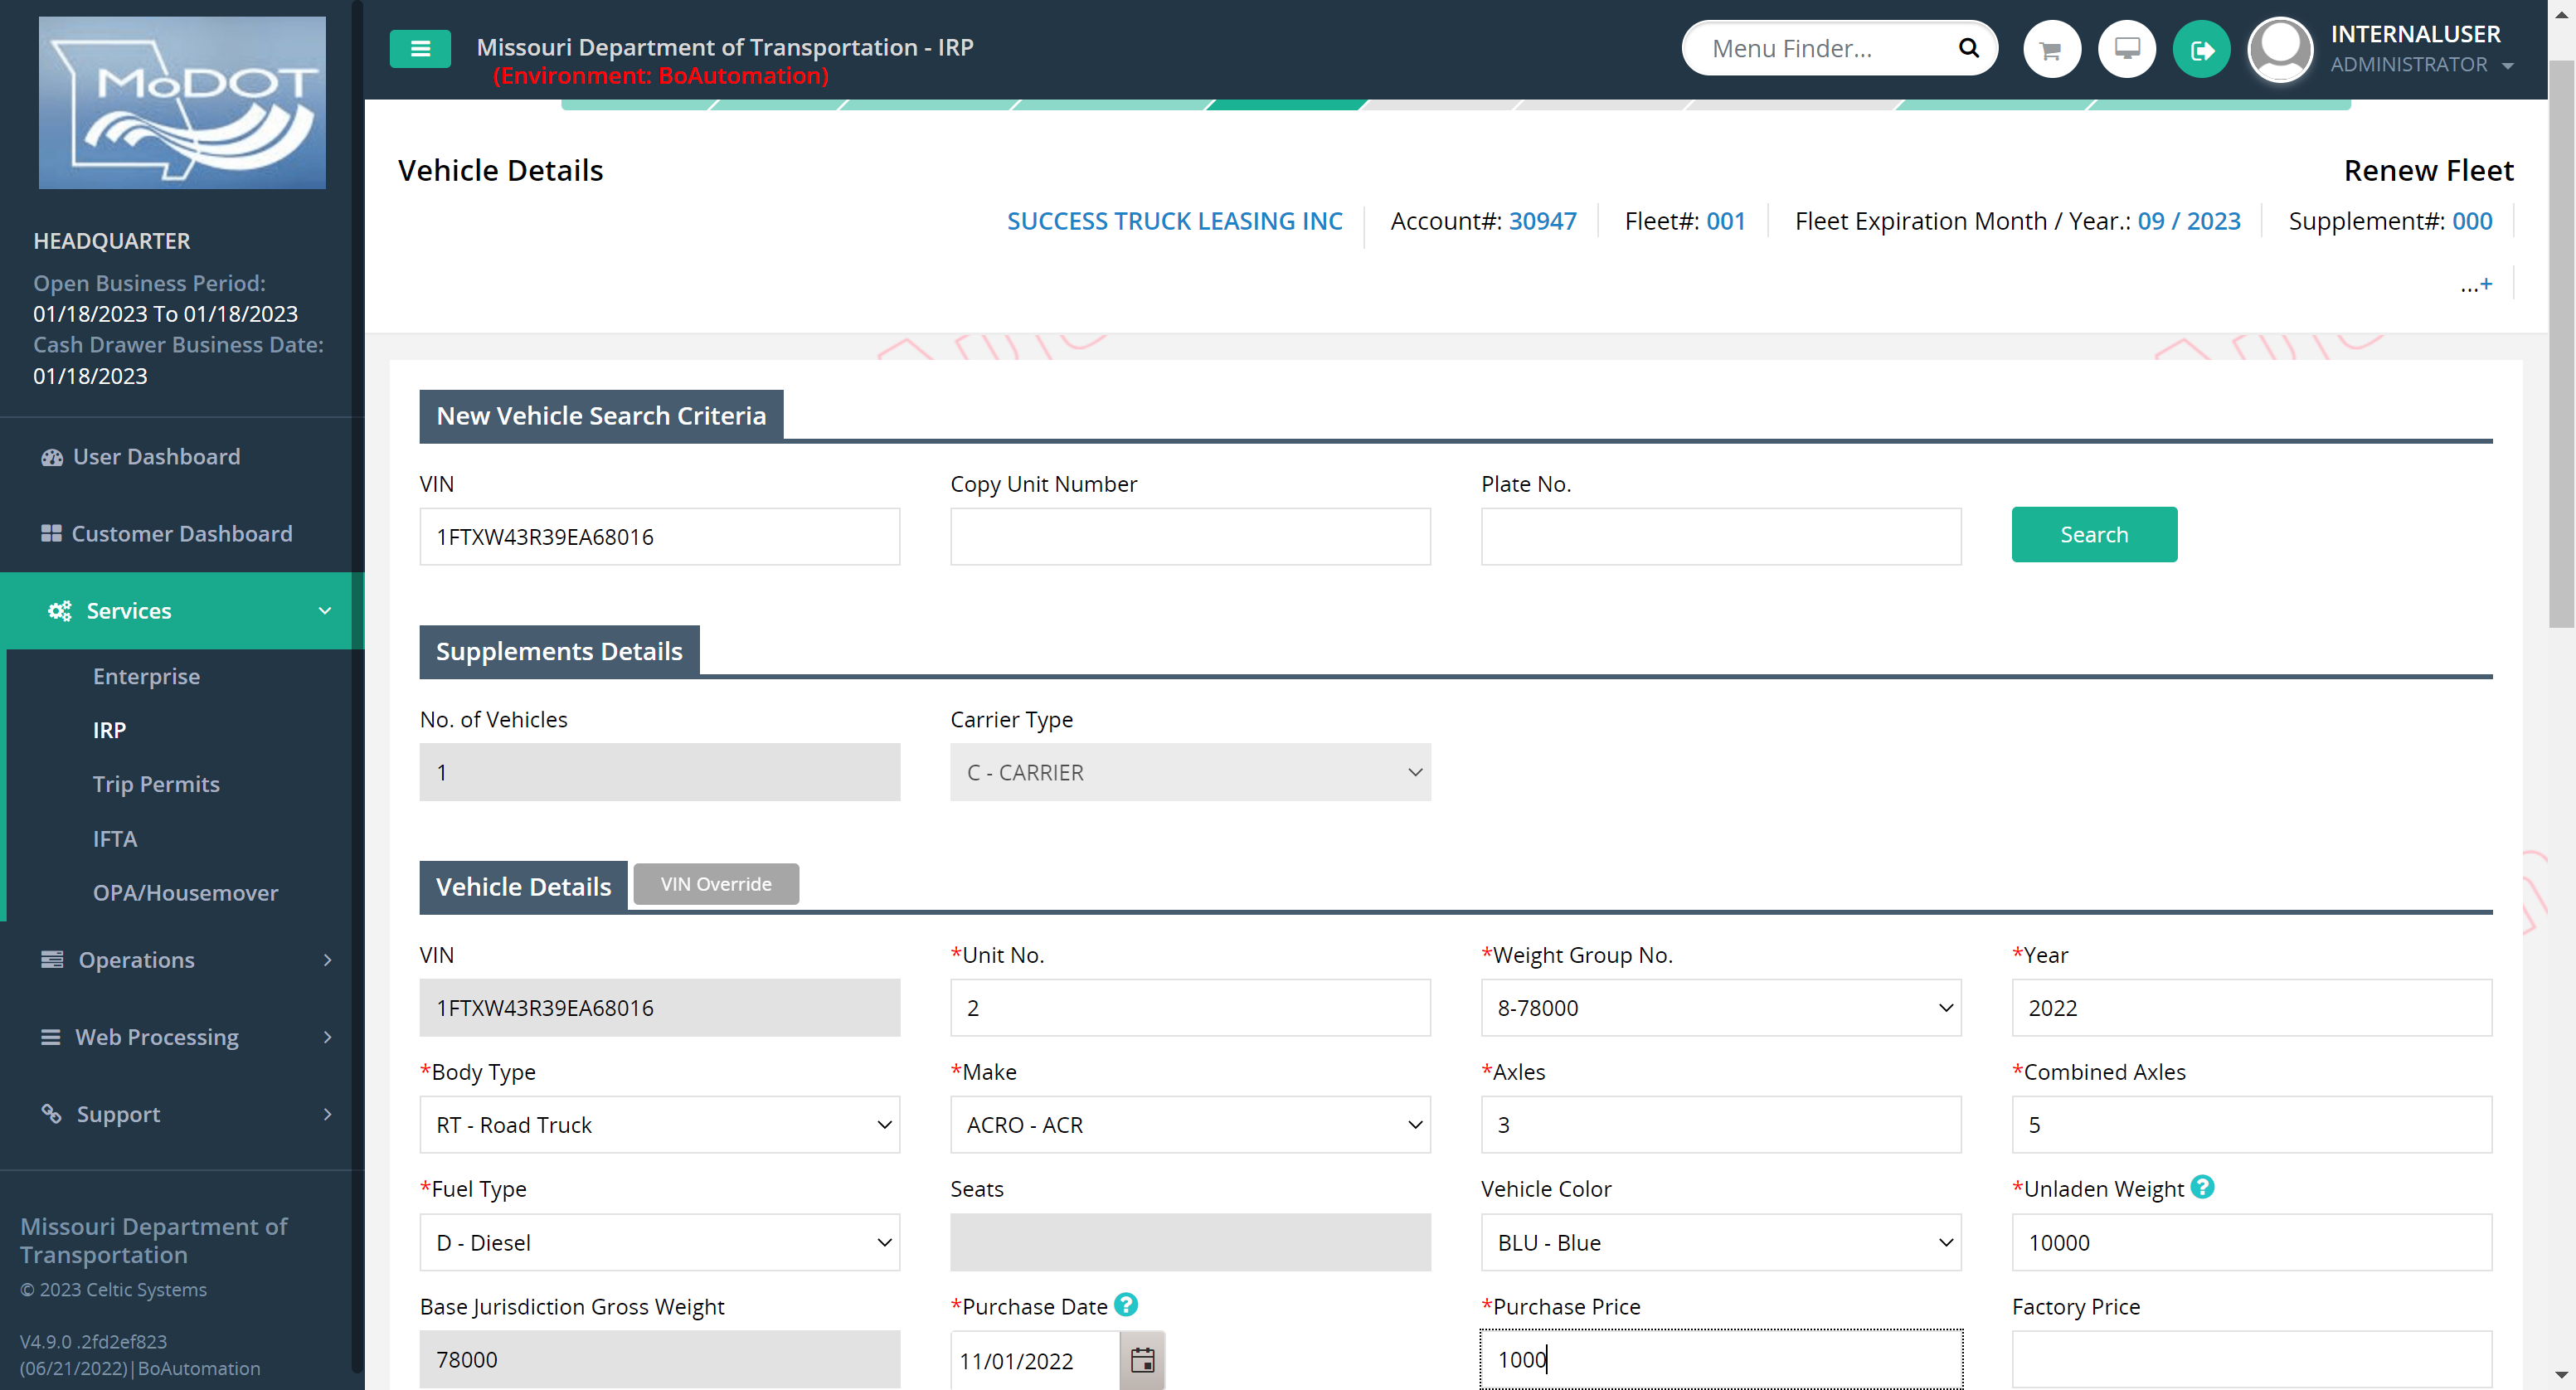 MoDOT
HEADQUARTER
Open Business Period:
01/18/2023 To 01/18/2023
Cash Drawer Business Date:
01/18/2023
User Dashboard
Customer Dashboard
Services
Enterprise
IRP
Trip Permits
IFTA
OPA/Housemover
Operations
Web Processing
Support
Missouri Department of
Transportation
© 2023 Celtic Systems
V4.9.0 .2fd2ef823
(06/21/2022)|BoAutomation
Missouri Department of Transportation - IRP
(Environment: BoAutomation)
Menu Finder...
INTERNALUSER
ADMINISTRATOR
Vehicle Details
Renew Fleet
SUCCESS TRUCK LEASING INC Account#: 30947 Fleet#: 001 Fleet Expiration Month / Year.: 09 / 2023 Supplement#: 000
...+
New Vehicle Search Criteria
VIN Copy Unit Number Plate No.
1FTXW43R39EA68016 Search
Supplements Details
No. of Vehicles Carrier Type
1 C - CARRIER
Vehicle Details VIN Override
VIN *Unit No. *Weight Group No. *Year
1FTXW43R39EA68016 2 8-78000 2022
*Body Type *Make *Axles *Combined Axles
RT - Road Truck ACRO - ACR 3 5
*Fuel Type Seats Vehicle Color *Unladen Weight ?
D - Diesel BLU - Blue 10000
Base Jurisdiction Gross Weight *Purchase Date ? *Purchase Price Factory Price
78000 11/01/2022 1000